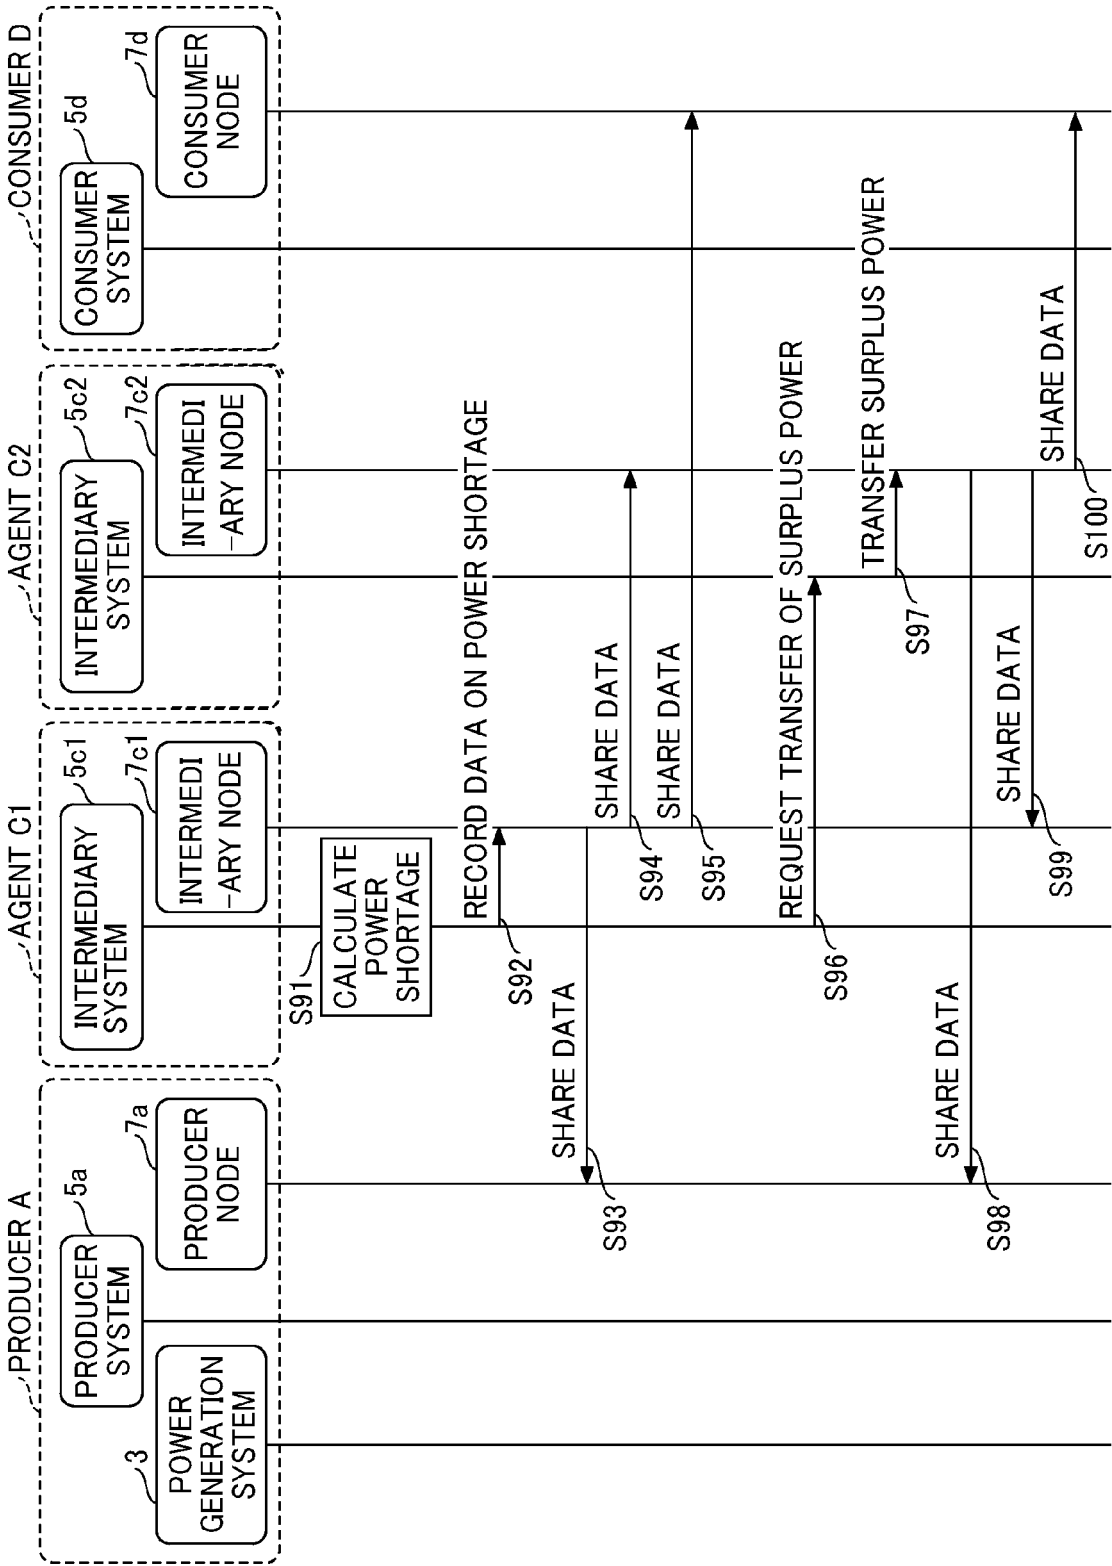 PRODUCER A
3
POWER
GENERATION
SYSTEM
5a
PRODUCER
SYSTEM
7a
PRODUCER
NODE
AGENT C1
5c1
INTERMEDIARY
SYSTEM
7c1
INTERMEDI
-ARY NODE
AGENT C2
5c2
INTERMEDIARY
SYSTEM
7c2
INTERMEDI
-ARY NODE
CONSUMER D
5d
CONSUMER
SYSTEM
7d
CONSUMER
NODE
S91
CALCULATE
POWER
SHORTAGE
RECORD DATA ON POWER SHORTAGE
S92
SHARE DATA
S93
SHARE DATA
S94
SHARE DATA
S95
REQUEST TRANSFER OF SURPLUS POWER
S96
TRANSFER SURPLUS POWER
S97
SHARE DATA
S98
SHARE DATA
S99
SHARE DATA
S100